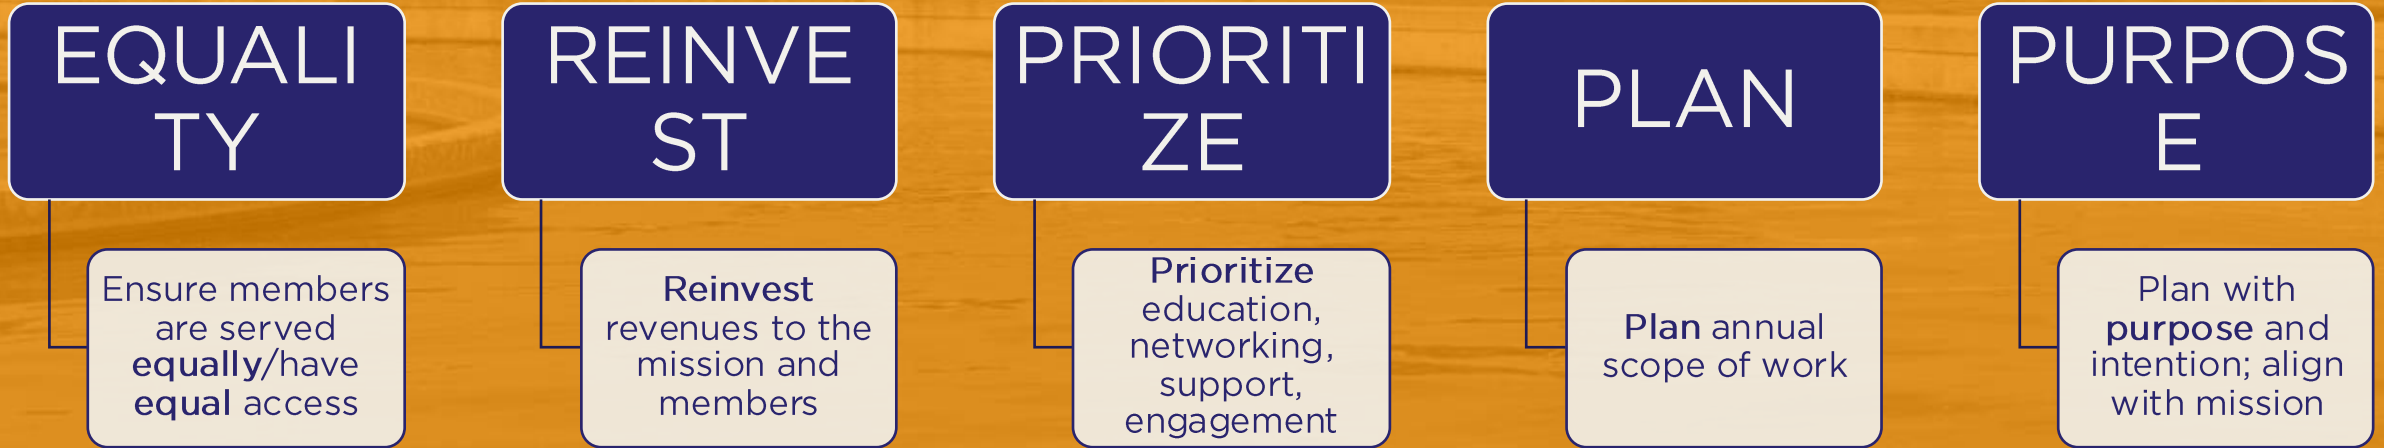 EQUALI
TY
Ensure members
are served
equally/have
equal access
REINVE
ST
Reinvest
revenues to the
mission and
members
PRIORITI
ZE
Prioritize
education,
networking,
support,
engagement
PLAN
Plan annual
scope of work
PURPOS
E
Plan with
purpose and
intention; align
with mission